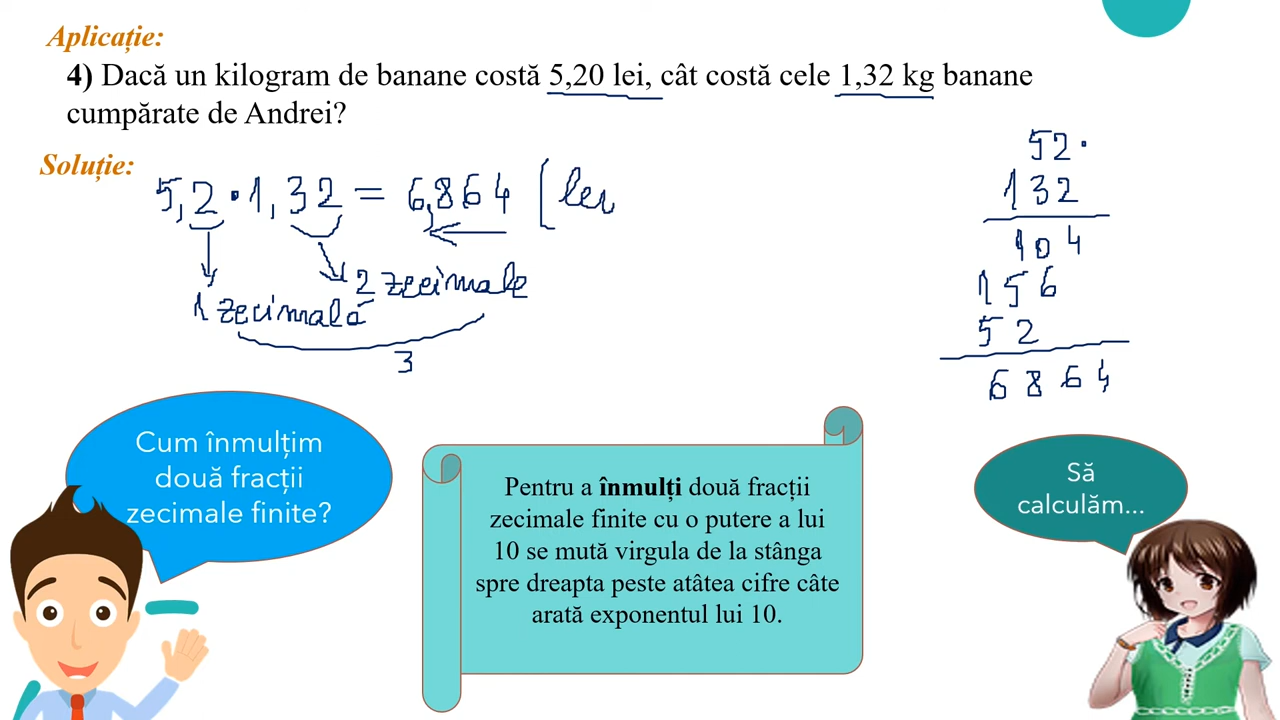 Aplicație:
4) Dacă un kilogram de banane costă 5,20 lei, cât costă cele 1,32 kg banane
cumpărate de Andrei?
Soluție:
5,2 · 1,32 = 6,864 (lei
1 zecimală
2 zecimale
3
52 ·
132
104
156
52
6864
Cum înmulțim
două fracții
zecimale finite?
Pentru a înmulți două fracții
zecimale finite cu o putere a lui
10 se mută virgula de la stânga
spre dreapta peste atâtea cifre câte
arată exponentul lui 10.
Să
calculăm...